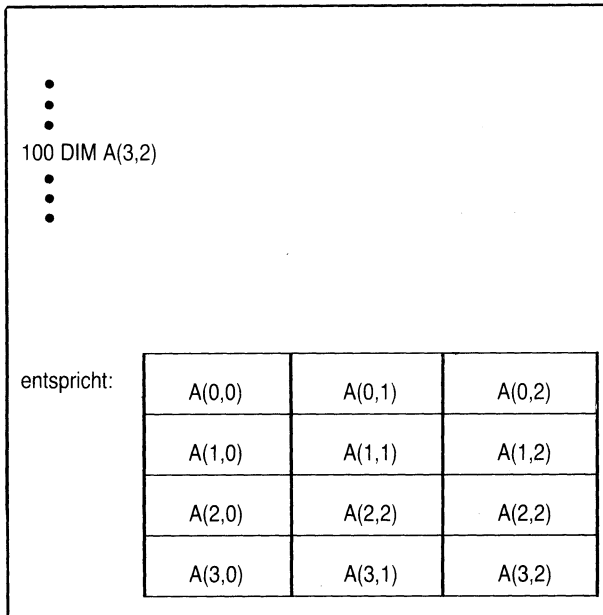 100 DIM A(3,2)
entspricht:
A(0,0) A(0,1) A(0,2)
A(1,0) A(1,1) A(1,2)
A(2,0) A(2,2) A(2,2)
A(3,0) A(3,1) A(3,2)